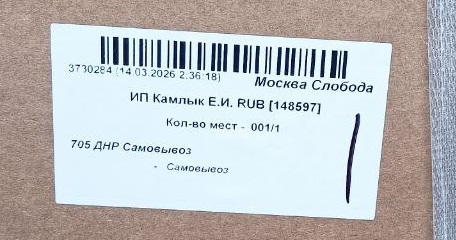 3730284 (14.03.2026 2:36:18)
Москва Слобода
ИП Камлык Е.И. RUB [148597]
Кол-во мест - 001/1
705 ДНР Самовывоз
- Самовывоз